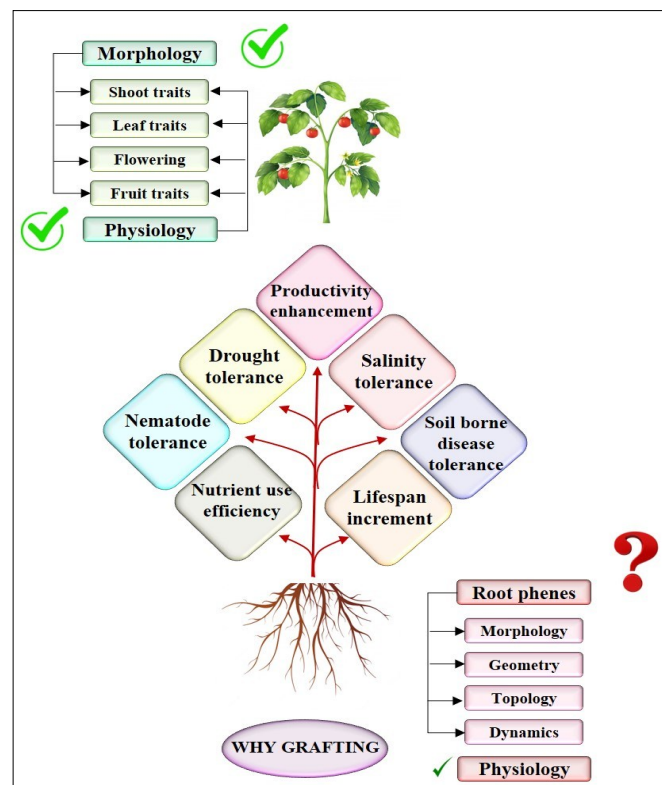 Morphology
Shoot traits
Leaf traits
Flowering
Fruit traits
Physiology
Productivity
enhancement
Drought
tolerance
Salinity
tolerance
Nematode
tolerance
Soil borne
disease
tolerance
Nutrient use
efficiency
Lifespan
increment
?
Root phenes
Morphology
Geometry
Topology
Dynamics
Physiology
WHY GRAFTING